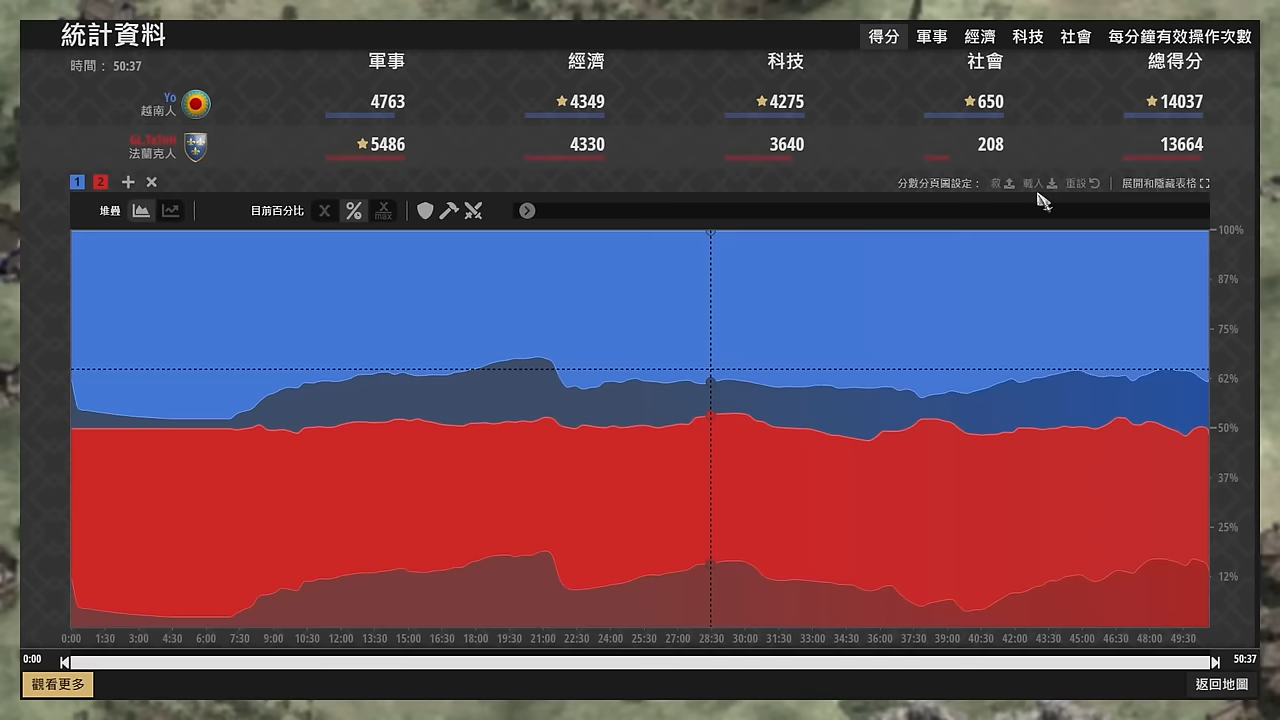 統計資料
得分 軍事 經濟 科技 社會 每分鐘有效操作次數
時間： 50:37
軍事 經濟 科技 社會 總得分
Yo
越南人
4763 4349 4275 650 14037
法蘭克人
5486 4330 3640 208 13664
1 2
分數分頁圖設定： 載入 重設 展開和隱藏表格
堆疊 目前百分比 X % X max
100%
87%
75%
62%
50%
37%
25%
12%
0:00 1:30 3:00 4:30 6:00 7:30 9:00 10:30 12:00 13:30 15:00 16:30 18:00 19:30 21:00 22:30 24:00 25:30 27:00 28:30 30:00 31:30 33:00 34:30 36:00 37:30 39:00 40:30 42:00 43:30 45:00 46:30 48:00 49:30
0:00 50:37
觀看更多 返回地圖